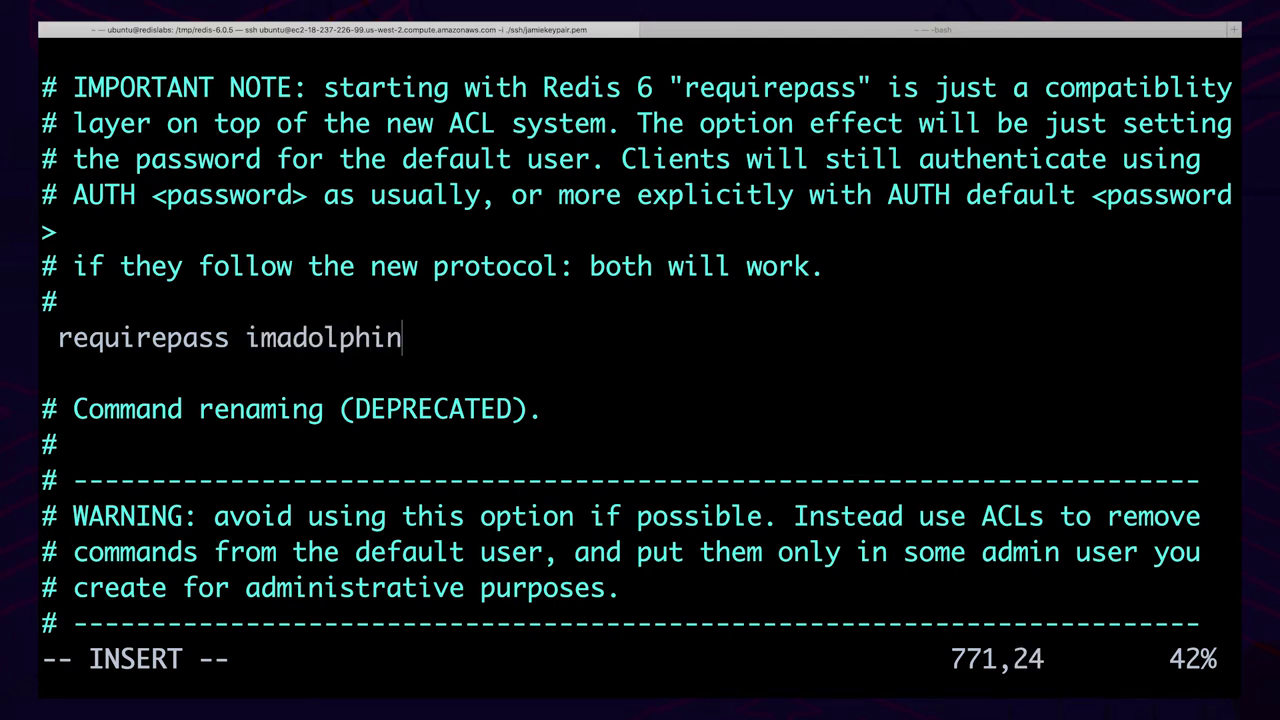 ~ — ubuntu@redislabs: /tmp/redis-6.0.5 — ssh ubuntu@ec2-18-237-226-99.us-west-2.compute.amazonaws.com -i ./ssh/jamiekeypair.pem
~ — -bash
+
# IMPORTANT NOTE: starting with Redis 6 "requirepass" is just a compatiblity
# layer on top of the new ACL system. The option effect will be just setting
# the password for the default user. Clients will still authenticate using
# AUTH <password> as usually, or more explicitly with AUTH default <password
>
# if they follow the new protocol: both will work.
#
requirepass imadolphin
# Command renaming (DEPRECATED).
#
# ------------------------------------------------------------------------
# WARNING: avoid using this option if possible. Instead use ACLs to remove
# commands from the default user, and put them only in some admin user you
# create for administrative purposes.
# ------------------------------------------------------------------------
-- INSERT -- 771,24 42%